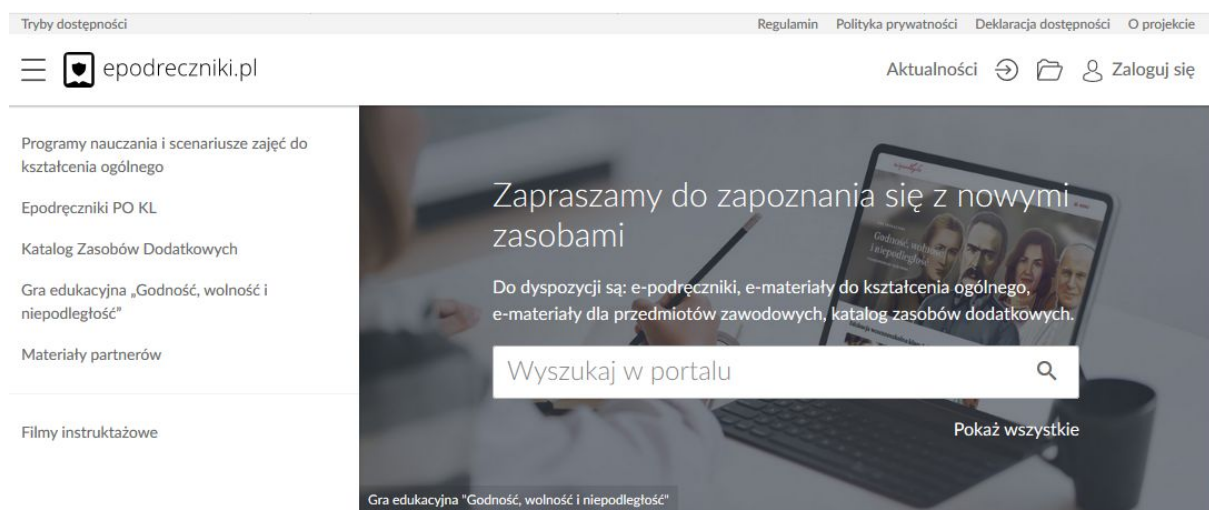 Tryby dostępności
Regulamin Polityka prywatności Deklaracja dostępności O projekcie
epodreczniki.pl
Aktualności Zaloguj się
Programy nauczania i scenariusze zajęć do
kształcenia ogólnego
Epodręczniki PO KL
Katalog Zasobów Dodatkowych
Gra edukacyjna „Godność, wolność i
niepodległość”
Materiały partnerów
Filmy instruktażowe
Zapraszamy do zapoznania się z nowymi
zasobami
Do dyspozycji są: e-podręczniki, e-materiały do kształcenia ogólnego,
e-materiały dla przedmiotów zawodowych, katalog zasobów dodatkowych.
Wyszukaj w portalu
Pokaż wszystkie
Godność, wolność
i niepodległość
Gra edukacyjna "Godność, wolność i niepodległość"